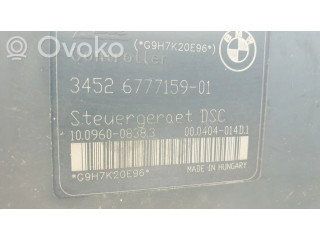 OVOKO
(*G9H7K20E96*)
Controller
3452 6777159-01
Steuergeraet DSC
10.0960-0838.3 00.0404-014D.1
*G9H7K20E96*
MADE IN HUNGARY
OVOKO